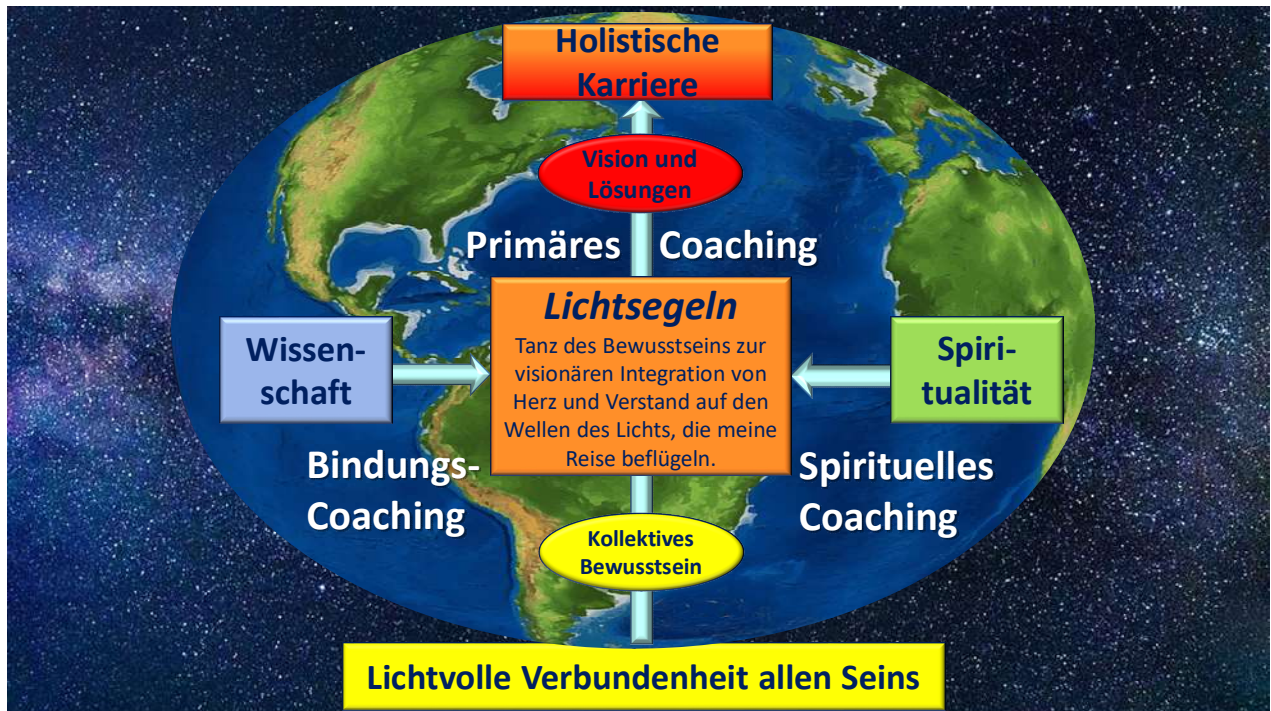 Holistische
Karriere
Vision und
Lösungen
Primäres Coaching
Lichtsegeln
Tanz des Bewusstseins zur
visionären Integration von
Herz und Verstand auf den
Wellen des Lichts, die meine
Reise beflügeln.
Wissen-
schaft
Spiri-
tualität
Bindungs-
Coaching
Spirituelles
Coaching
Kollektives
Bewusstsein
Lichtvolle Verbundenheit allen Seins